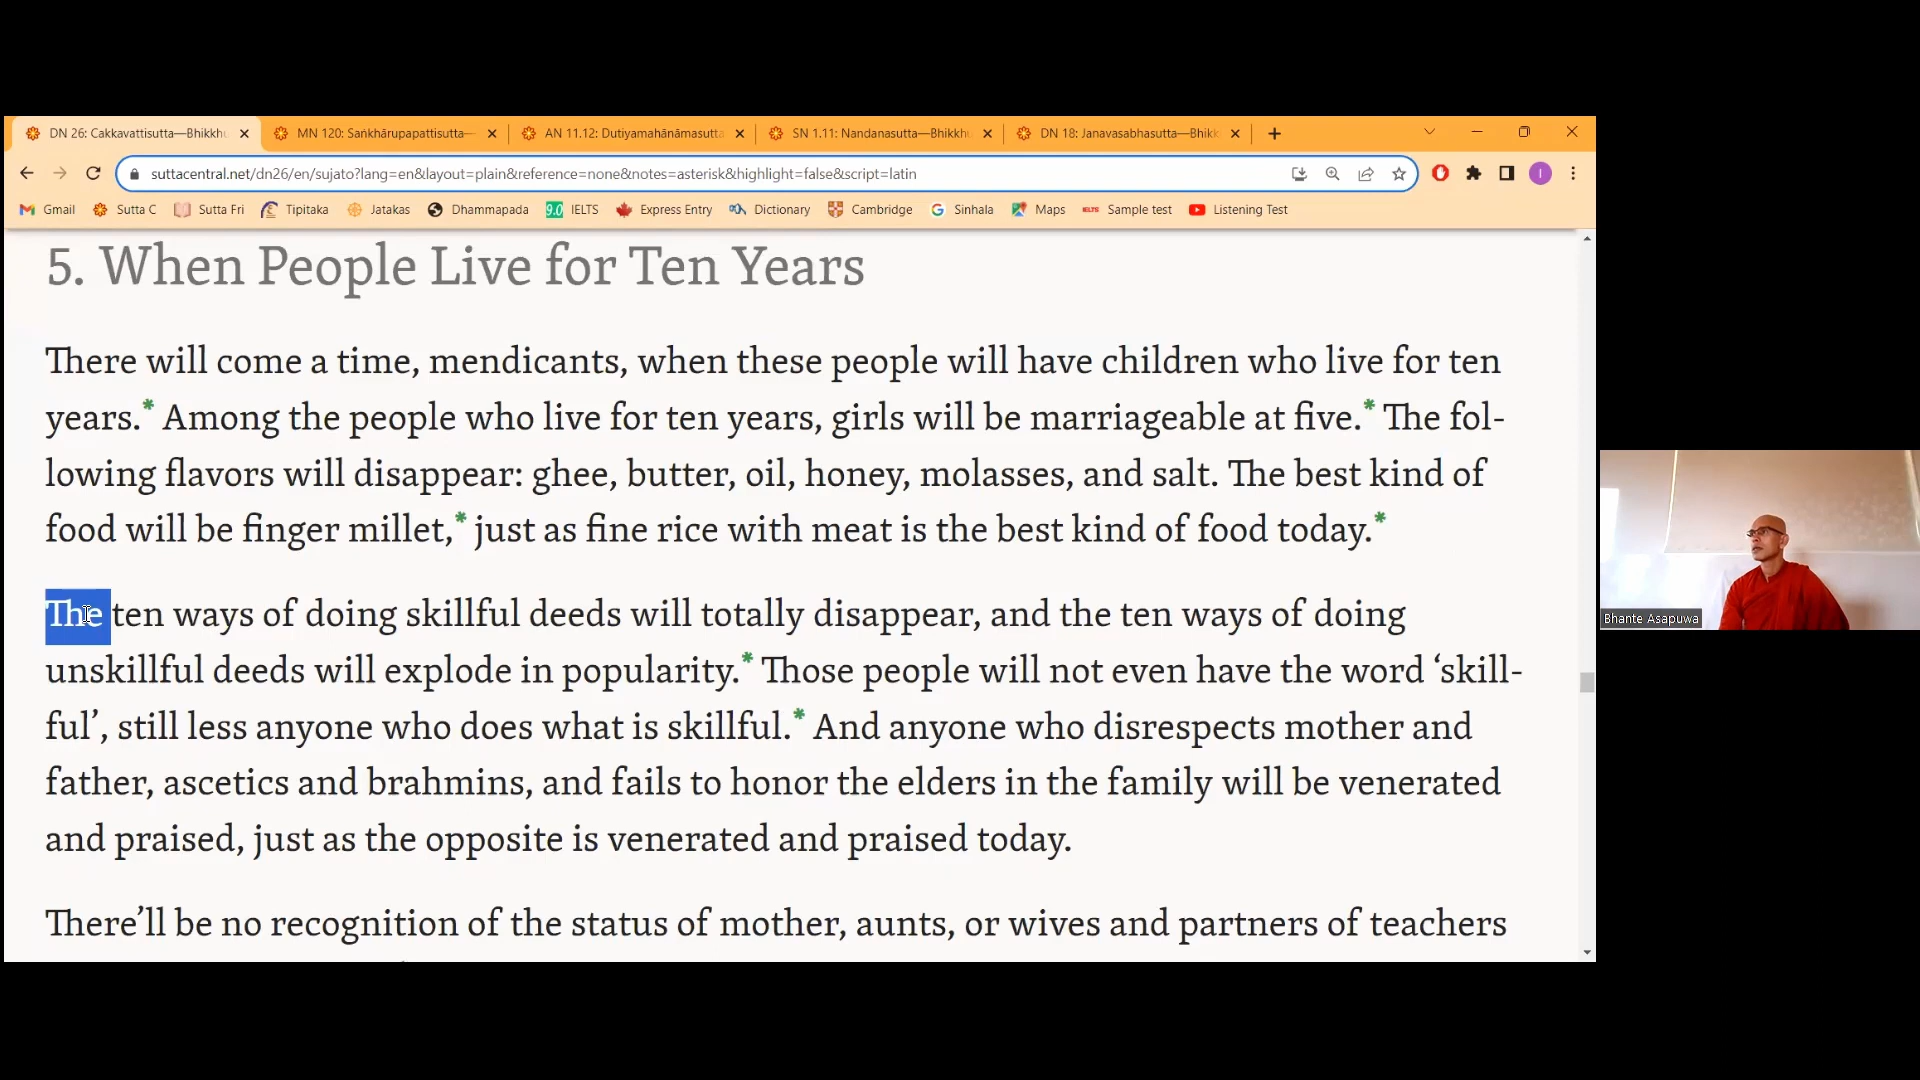 DN 26: Cakkavattisutta—Bhikkhu
MN 120: Saṅkhārupapattisutta—
AN 11.12: Dutiyamahānāmasutta
SN 1.11: Nandanasutta—Bhikkhu
DN 18: Janavasabhasutta—Bhikk
suttacentral.net/dn26/en/sujato?lang=en&layout=plain&reference=none&notes=asterisk&highlight=false&script=latin
I
Gmail
Sutta C
Sutta Fri
Tipitaka
Jatakas
Dhammapada
9.0 IELTS
Express Entry
Dictionary
Cambridge
Sinhala
Maps
IELTS Sample test
Listening Test
5. When People Live for Ten Years
There will come a time, mendicants, when these people will have children who live for ten
years.* Among the people who live for ten years, girls will be marriageable at five.* The fol-
lowing flavors will disappear: ghee, butter, oil, honey, molasses, and salt. The best kind of
food will be finger millet,* just as fine rice with meat is the best kind of food today.*
The ten ways of doing skillful deeds will totally disappear, and the ten ways of doing
unskillful deeds will explode in popularity.* Those people will not even have the word ‘skill-
ful’, still less anyone who does what is skillful.* And anyone who disrespects mother and
father, ascetics and brahmins, and fails to honor the elders in the family will be venerated
and praised, just as the opposite is venerated and praised today.
There’ll be no recognition of the status of mother, aunts, or wives and partners of teachers
Bhante Asapuwa